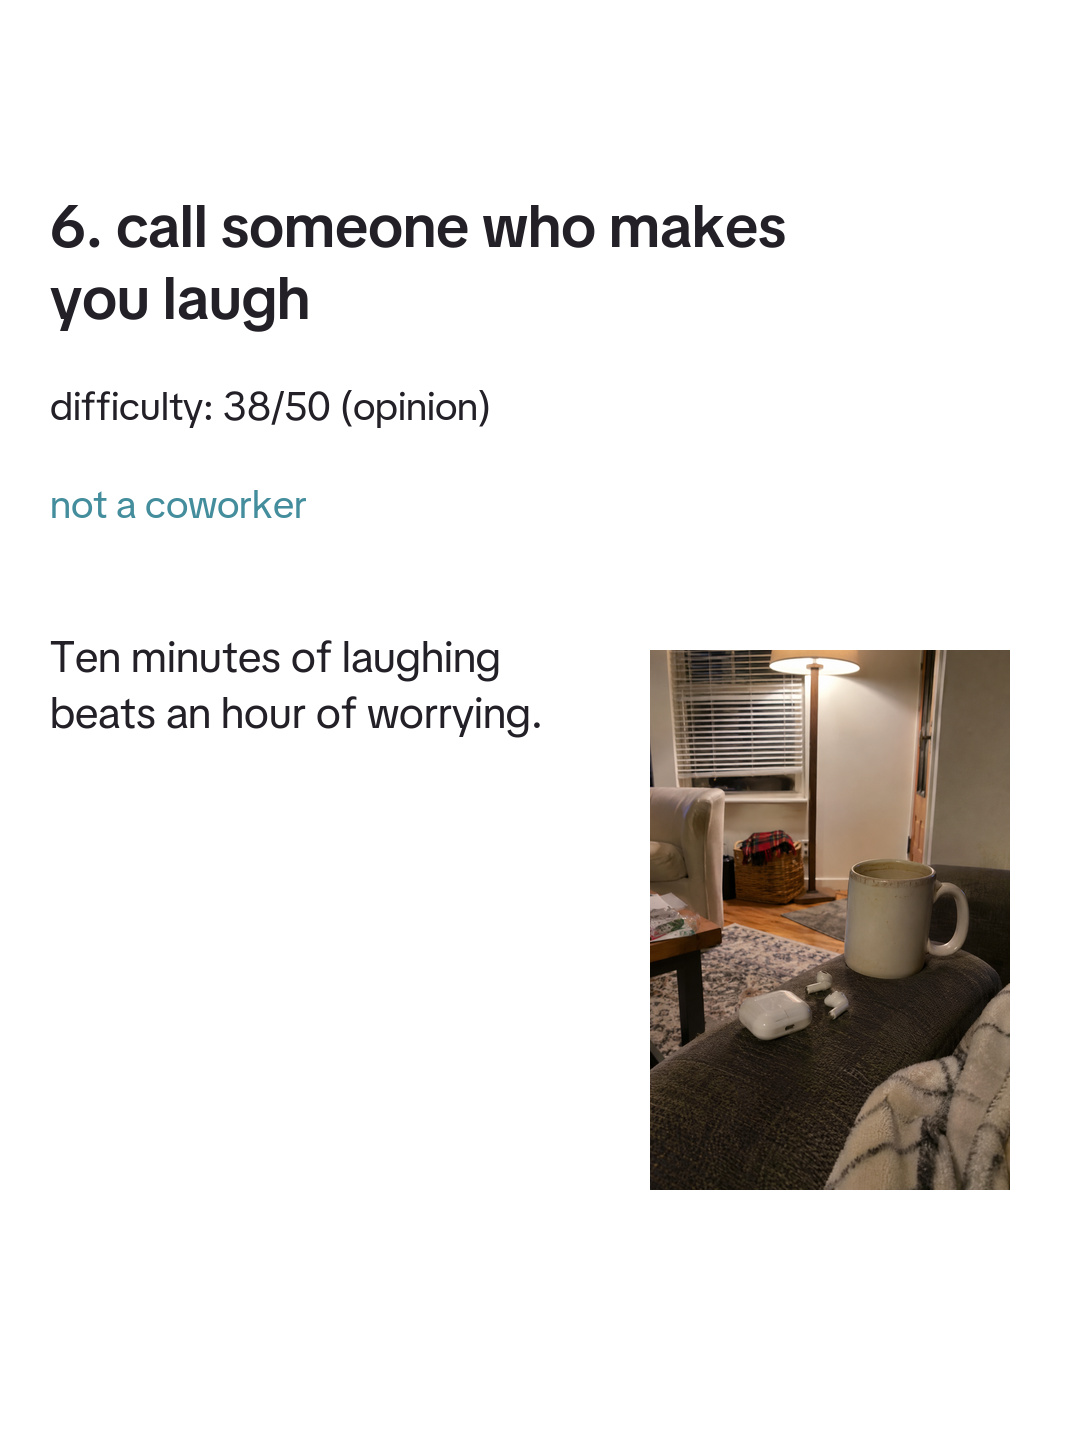 6. call someone who makes
you laugh
difficulty: 38/50 (opinion)
not a coworker
Ten minutes of laughing
beats an hour of worrying.